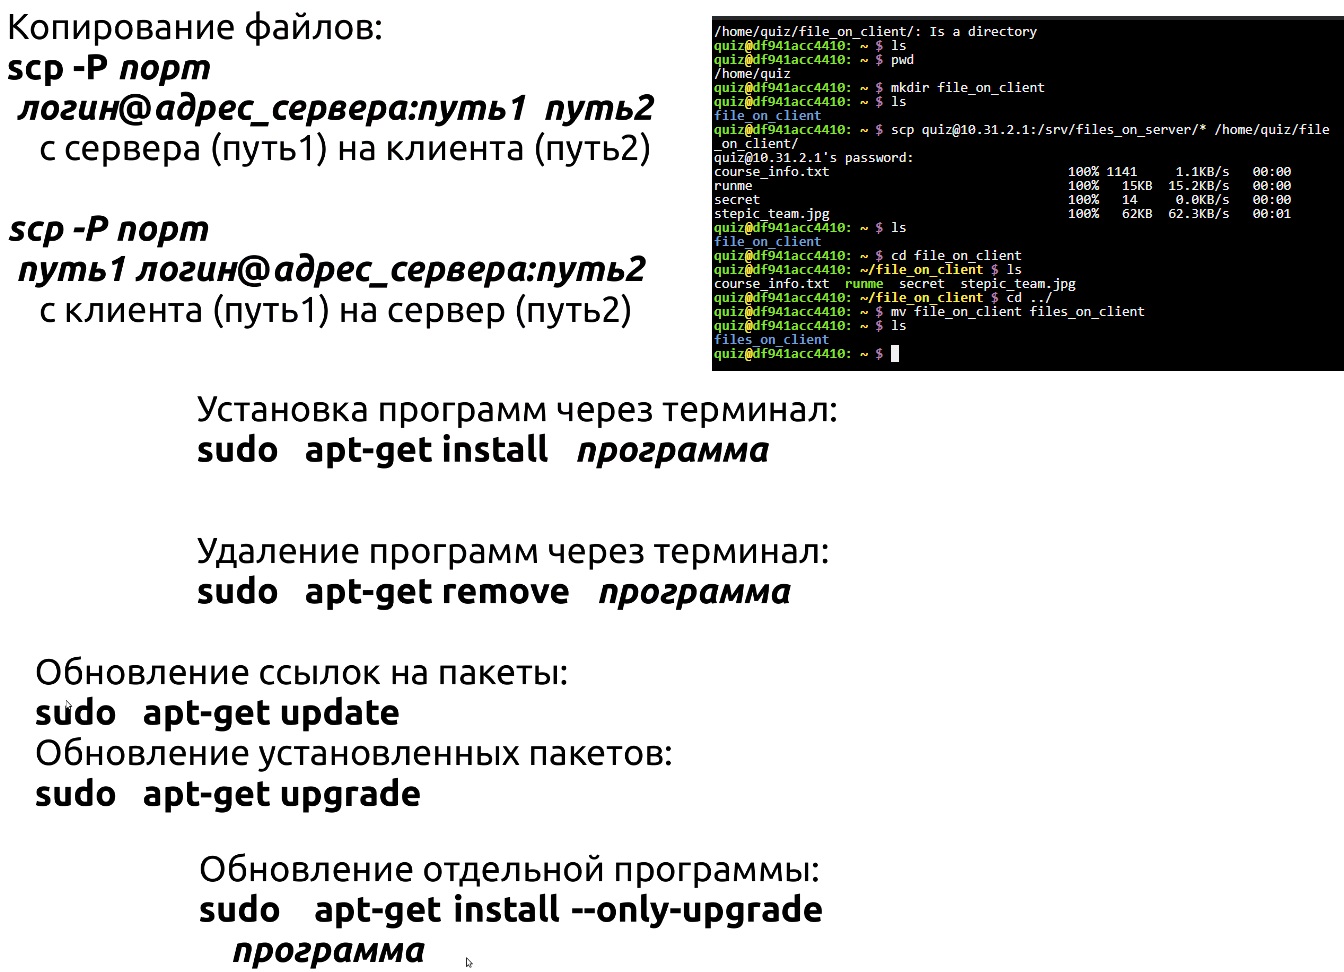 Копирование файлов:
scp -P порт
логин@адрес_сервера:путь1 путь2
с сервера (путь1) на клиента (путь2)
scp -P порт
путь1 логин@адрес_сервера:путь2
с клиента (путь1) на сервер (путь2)
/home/quiz/file_on_client/: Is a directory
quiz@df941acc4410: ~ $ ls
quiz@df941acc4410: ~ $ pwd
/home/quiz
quiz@df941acc4410: ~ $ mkdir file_on_client
quiz@df941acc4410: ~ $ ls
file_on_client
quiz@df941acc4410: ~ $ scp quiz@10.31.2.1:/srv/files_on_server/* /home/quiz/file
_on_client/
quiz@10.31.2.1's password:
course_info.txt 100% 1141 1.1KB/s 00:00
runme 100% 15KB 15.2KB/s 00:00
secret 100% 14 0.0KB/s 00:00
stepic_team.jpg 100% 62KB 62.3KB/s 00:01
quiz@df941acc4410: ~ $ ls
file_on_client
quiz@df941acc4410: ~ $ cd file_on_client
quiz@df941acc4410: ~/file_on_client $ ls
course_info.txt runme secret stepic_team.jpg
quiz@df941acc4410: ~/file_on_client $ cd ../
quiz@df941acc4410: ~ $ mv file_on_client files_on_client
quiz@df941acc4410: ~ $ ls
files_on_client
quiz@df941acc4410: ~ $
Установка программ через терминал:
sudo apt-get install программа
Удаление программ через терминал:
sudo apt-get remove программа
Обновление ссылок на пакеты:
sudo apt-get update
Обновление установленных пакетов:
sudo apt-get upgrade
Обновление отдельной программы:
sudo apt-get install --only-upgrade
программа